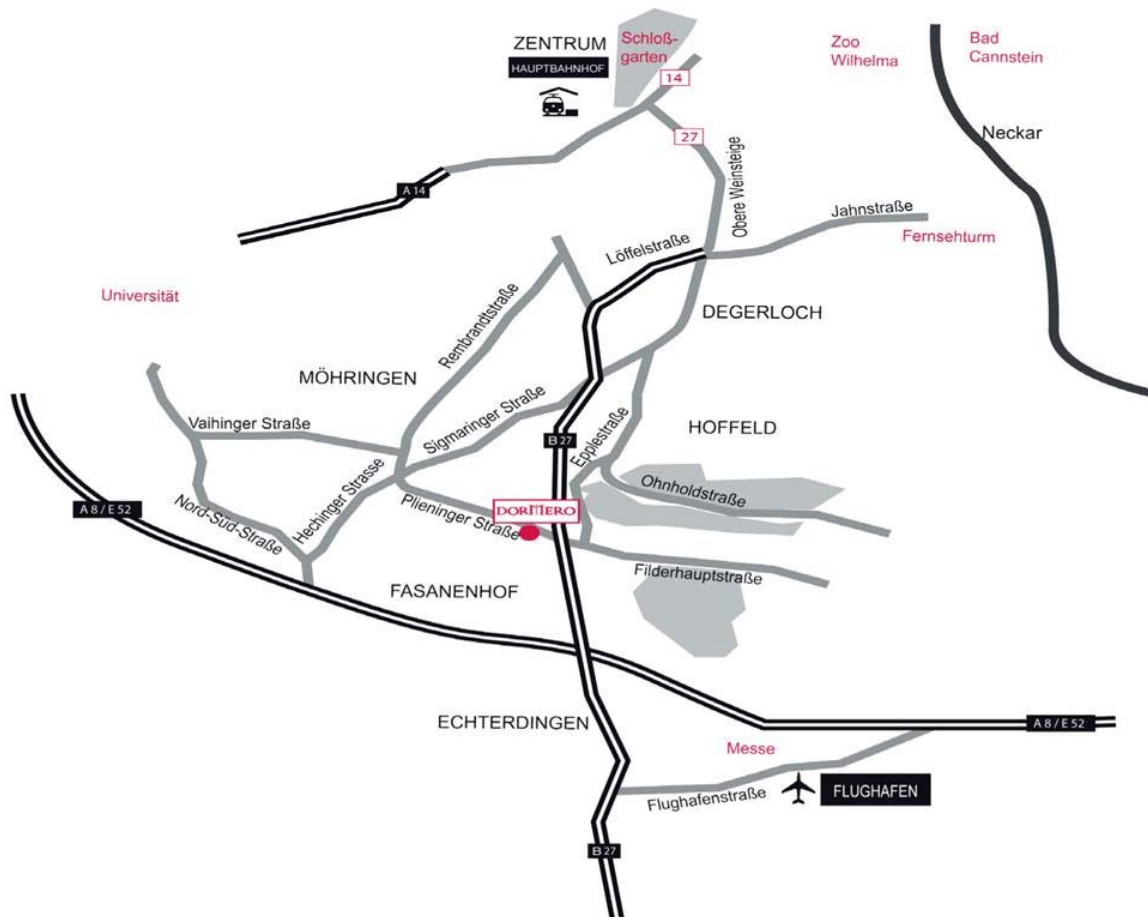 ZENTRUM
HAUPTBAHNHOF
Schloß-
garten
14
27
Zoo
Wilhelma
Bad
Cannstein
Neckar
A 14
Obere Weinsteige
Jahnstraße
Fernsehturm
Löffelstraße
Universität
Rembrandtstraße
DEGERLOCH
MÖHRINGEN
Sigmaringer Straße
Vaihinger Straße
B 27
Epplestraße
HOFFELD
A 8 / E 52
Nord-Süd-Straße
Hechinger Strasse
Plieninger Straße
DORMERO
Ohnholdstraße
Filderhauptstraße
FASANENHOF
ECHTERDINGEN
A 8 / E 52
Messe
Flughafenstraße
FLUGHAFEN
B 27